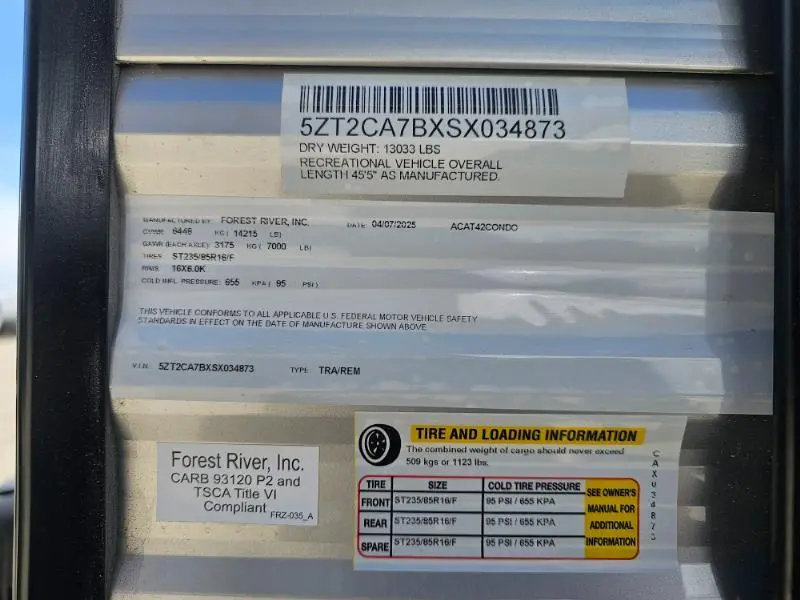 5ZT2CA7BXSX034873
DRY WEIGHT: 13033 LBS
RECREATIONAL VEHICLE OVERALL
LENGTH 45'5" AS MANUFACTURED.
MANUFACTURED BY: FOREST RIVER, INC. DATE: 04/07/2025 ACAT42CONDO
GVWR: 6448 KG ( 14215 LB)
GAWR (EACH AXLE): 3175 KG ( 7000 LB)
TIRES: ST235/85R16/F
RIMS: 16X6.0K
COLD INFL. PRESSURE: 655 KPA ( 95 PSI)
THIS VEHICLE CONFORMS TO ALL APPLICABLE U.S. FEDERAL MOTOR VEHICLE SAFETY
STANDARDS IN EFFECT ON THE DATE OF MANUFACTURE SHOWN ABOVE.
V.I.N. 5ZT2CA7BXSX034873 TYPE: TRA/REM
Forest River, Inc.
CARB 93120 P2 and
TSCA Title VI
Compliant FRZ-035_A
TIRE AND LOADING INFORMATION
The combined weight of cargo should never exceed
509 kgs or 1123 lbs.
TIRE SIZE COLD TIRE PRESSURE
FRONT ST235/85R16/F 95 PSI / 655 KPA
REAR ST235/85R16/F 95 PSI / 655 KPA
SPARE ST235/85R16/F 95 PSI / 655 KPA
SEE OWNER'S
MANUAL FOR
ADDITIONAL
INFORMATION
CAX034873